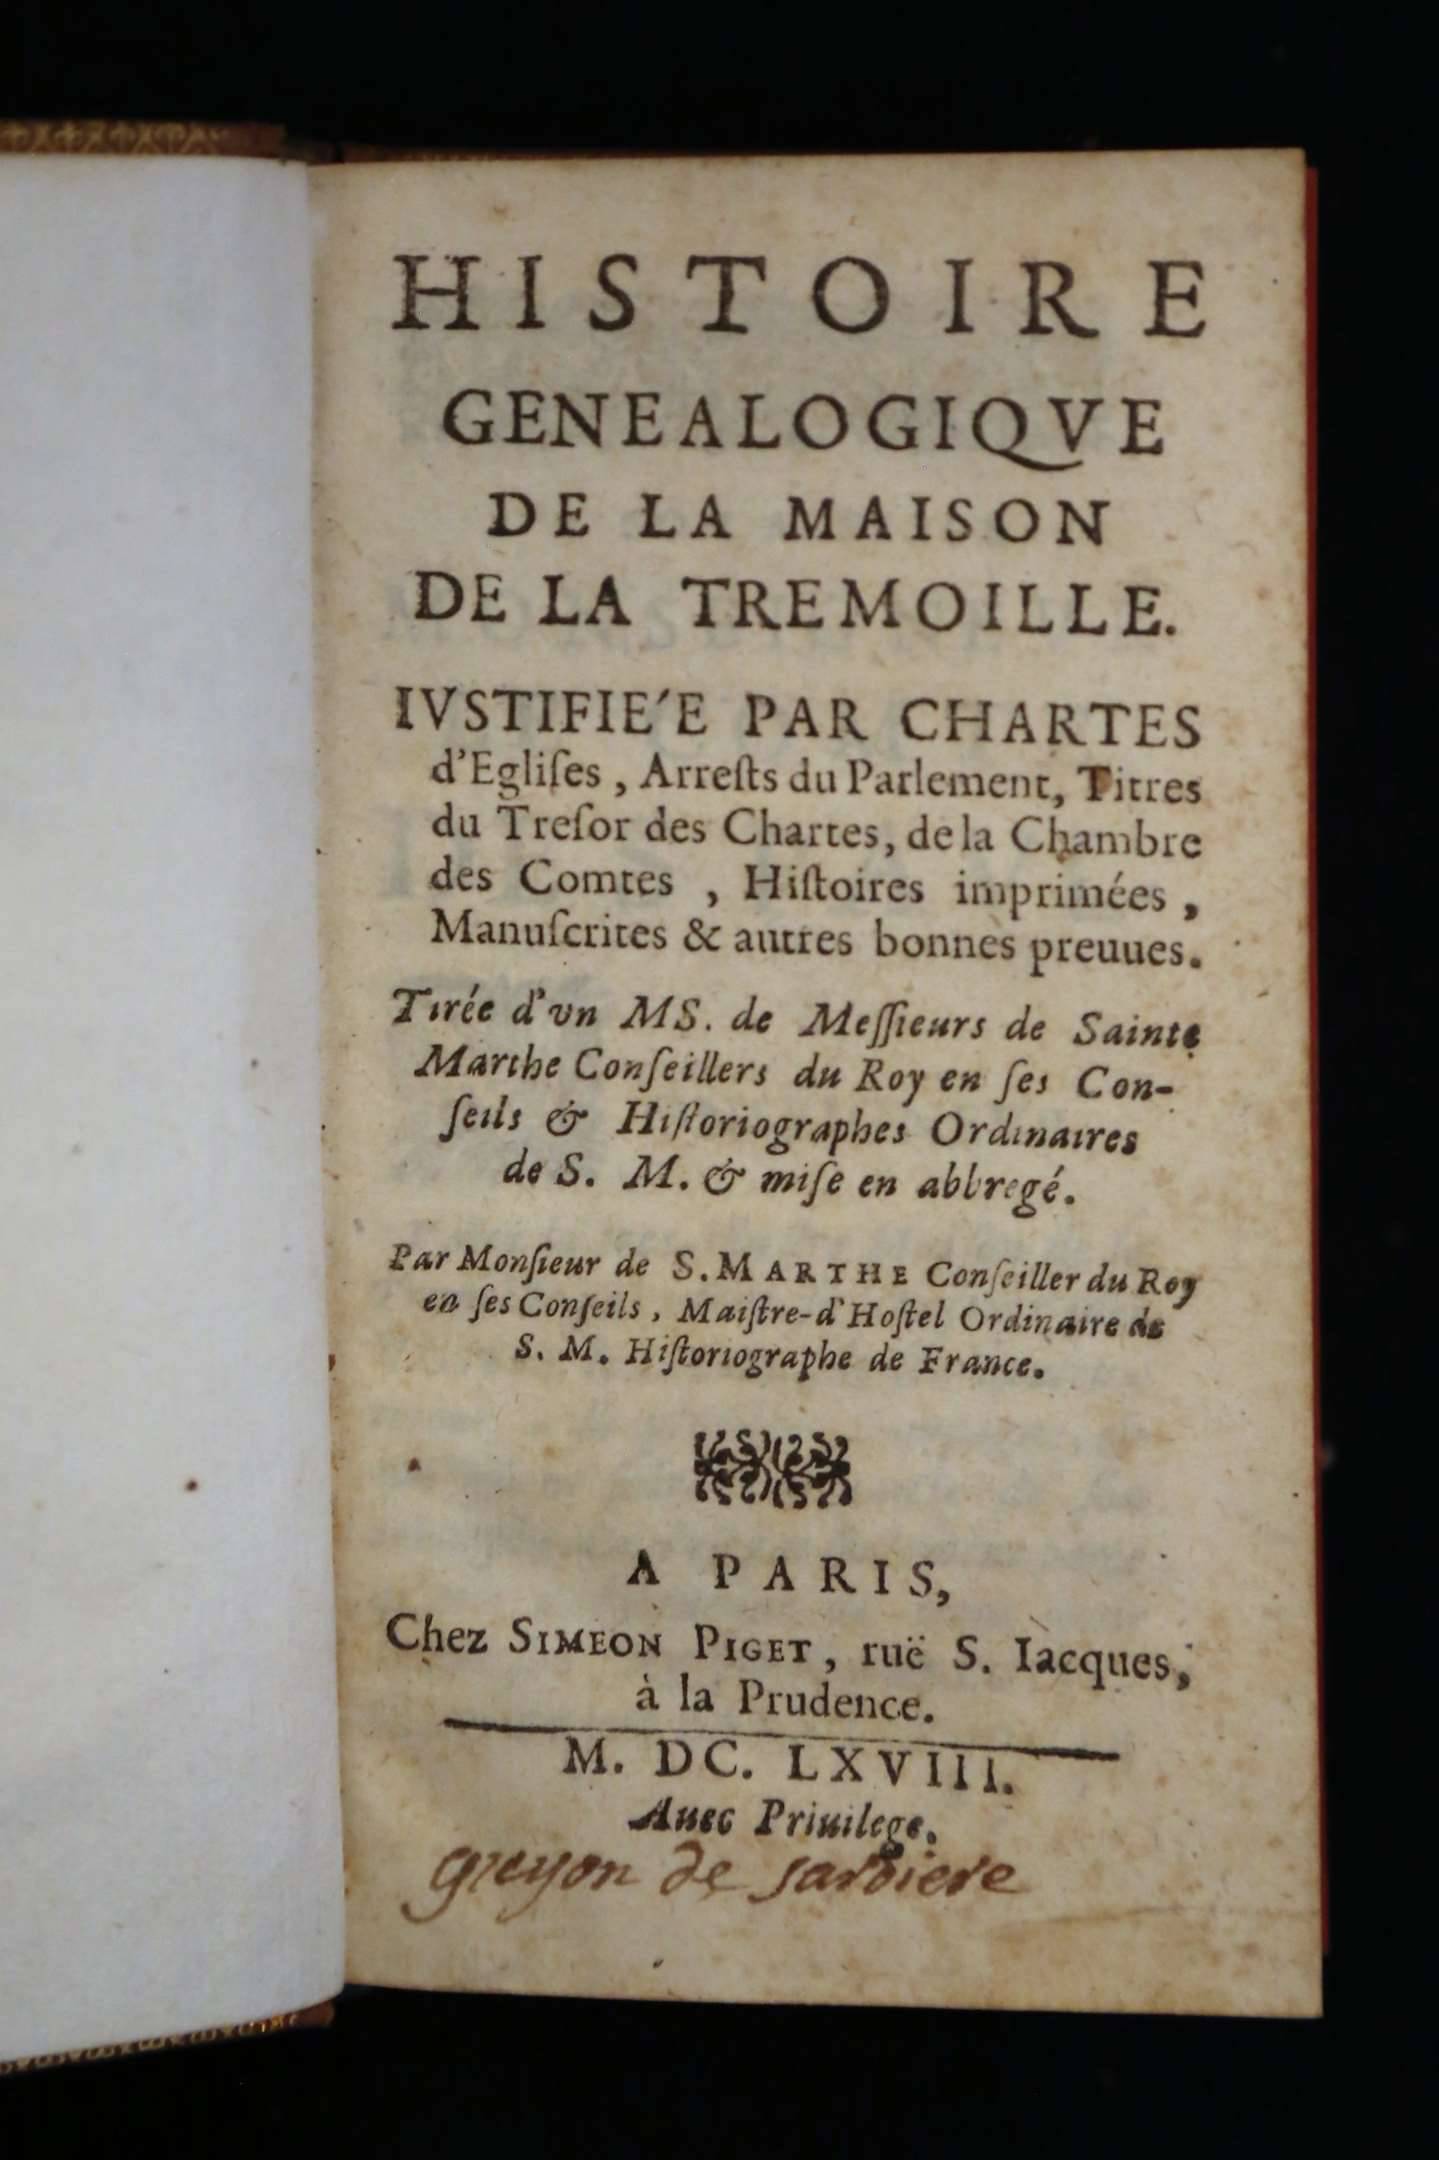 HISTOIRE
GENEALOGIQVE
DE LA MAISON
DE LA TREMOILLE.
IVSTIFIE'E PAR CHARTES
d'Egliſes, Arreſts du Parlement, Titres
du Treſor des Chartes, de la Chambre
des Comtes, Hiſtoires imprimées,
Manuſcrites & autres bonnes preuues.
Tirée d'vn MS. de Meſſieurs de Sainte
Marthe Conſeillers du Roy en ſes Con-
ſeils & Hiſtoriographes Ordinaires
de S. M. & miſe en abbregé.
Par Monſieur de S. MARTHE Conſeiller du Roy
en ſes Conſeils, Maiſtre-d'Hoſtel Ordinaire de
S. M. Hiſtoriographe de France.
A PARIS,
Chez SIMEON PIGET, ruë S. Iacques,
à la Prudence.
M. DC. LXVIII.
Auec Priuilege.
guyon de sardiere